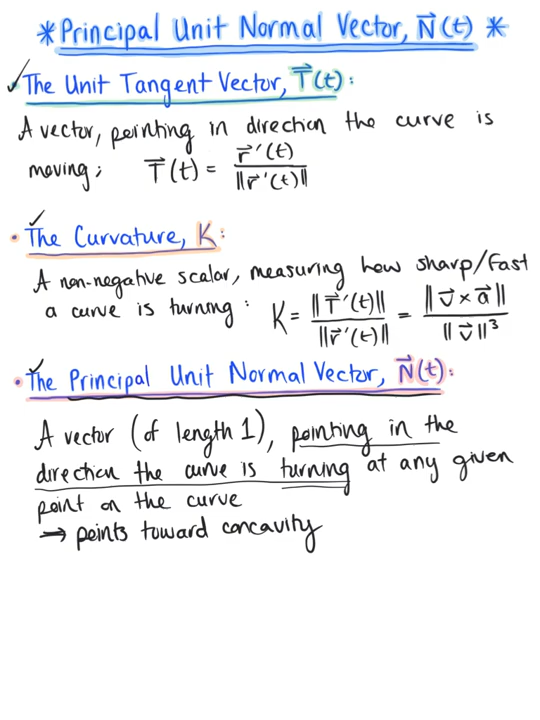 *Principal Unit Normal Vector, N⃗(t) *
✓The Unit Tangent Vector, T⃗(t):
A vector, pointing in direction the curve is
moving; T⃗(t) = r⃗'(t) / ||r⃗'(t)||
• ✓The Curvature, K:
A non-negative scalar, measuring how sharp/fast
a curve is turning: K = ||T⃗'(t)|| / ||r⃗'(t)|| = ||v⃗ × a⃗|| / ||v⃗||³
• ✓The Principal Unit Normal Vector, N⃗(t):
A vector (of length 1), pointing in the
direction the curve is turning at any given
point on the curve
→ points toward concavity